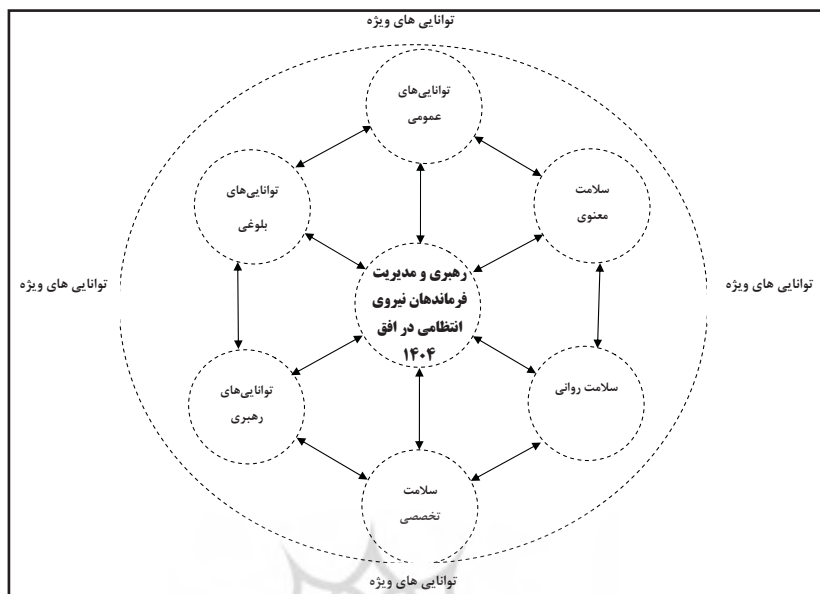 توانایی های ویژه
توانایی‌های
عمومی
سلامت
معنوی
توانایی‌های
بلوغی
رهبری و مدیریت
فرماندهان نیروی
انتظامی در افق
۱۴۰۴
توانایی های ویژه
توانایی های ویژه
سلامت روانی
توانایی‌های
رهبری
سلامت
تخصصی
توانایی های ویژه